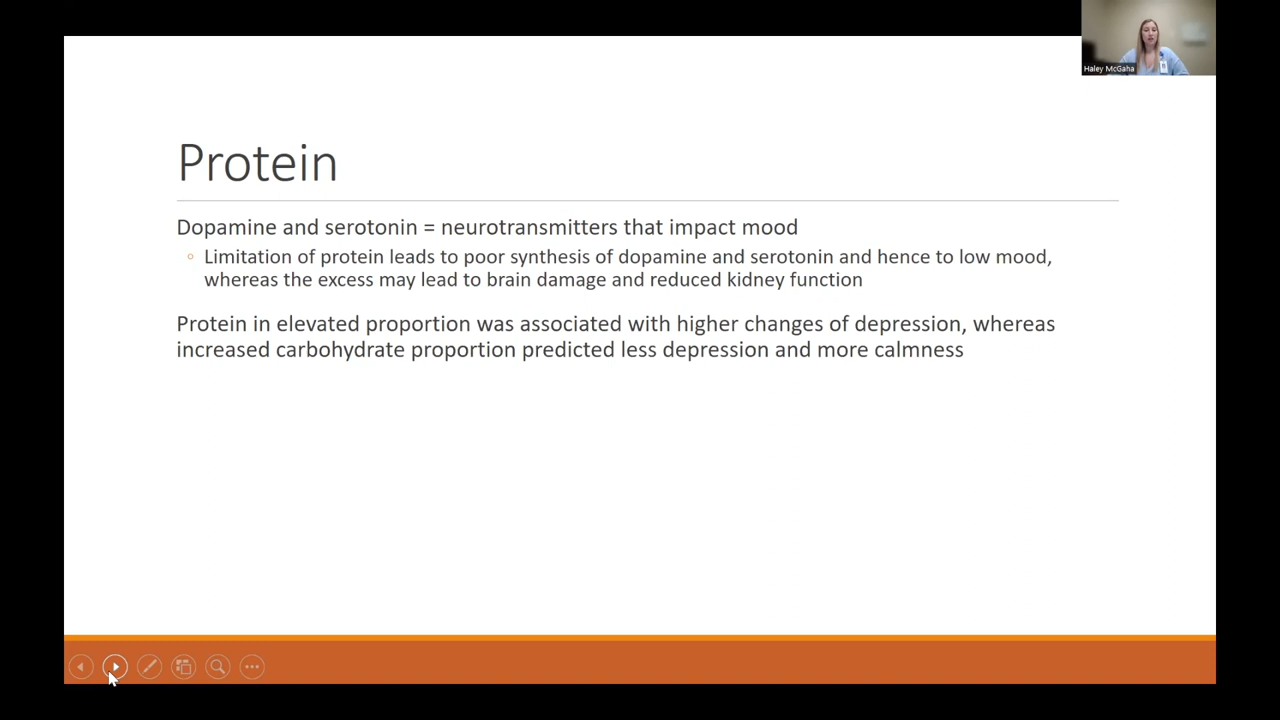 Haley McGaha
Protein
Dopamine and serotonin = neurotransmitters that impact mood
Limitation of protein leads to poor synthesis of dopamine and serotonin and hence to low mood,
whereas the excess may lead to brain damage and reduced kidney function
Protein in elevated proportion was associated with higher changes of depression, whereas
increased carbohydrate proportion predicted less depression and more calmness